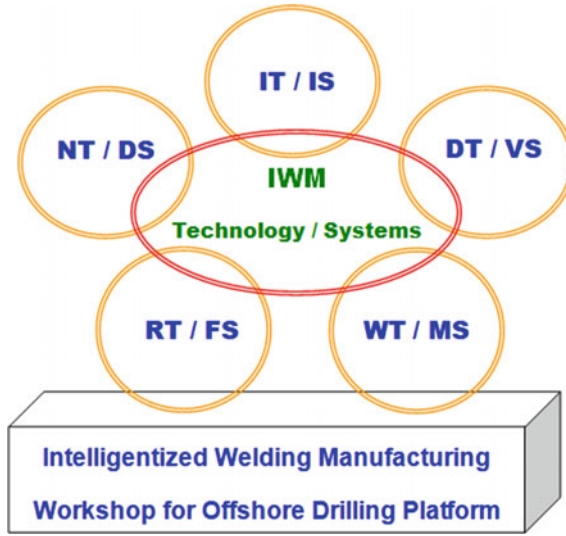 IT / IS
NT / DS
DT / VS
IWM
Technology / Systems
RT / FS
WT / MS
Intelligentized Welding Manufacturing
Workshop for Offshore Drilling Platform